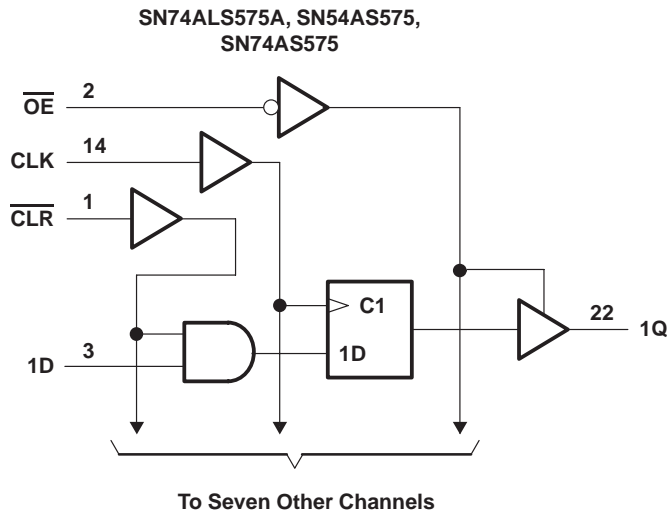 SN74ALS575A, SN54AS575,
SN74AS575
OE 2
CLK 14
CLR 1
C1
1D
22 1Q
1D 3
To Seven Other Channels